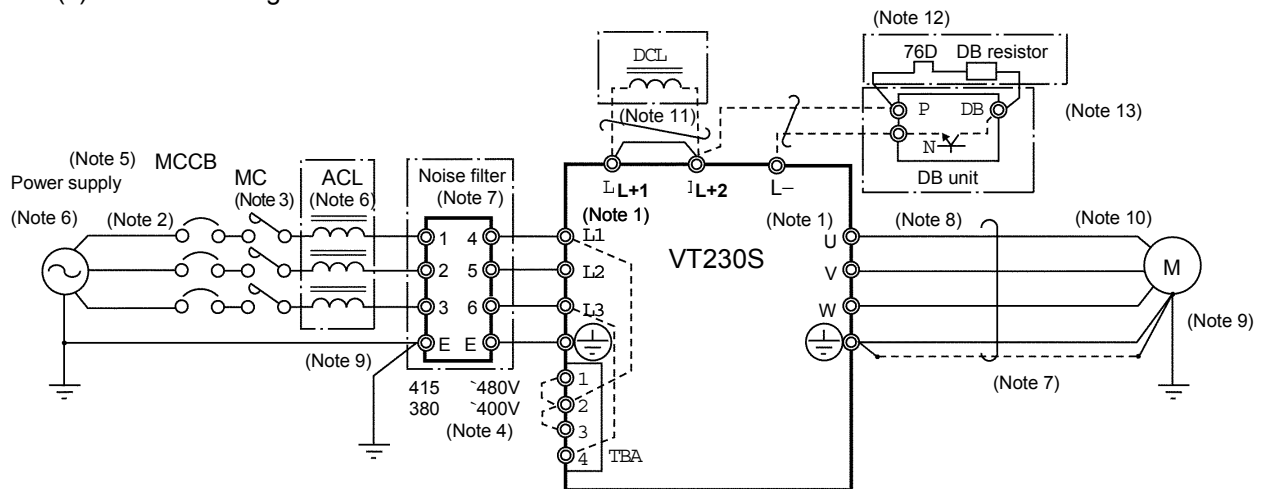 (Note 12)
DCL
76D DB resistor
(Note 11)
P DB
(Note 13)
N
DB unit
(Note 5) MCCB
Power supply
MC
(Note 3)
ACL
(Note 6)
Noise filter
(Note 7)
L L+1
L+2
L−
(Note 6)
(Note 2)
(Note 1)
(Note 1)
(Note 8)
(Note 10)
1 4
L1
VT230S
U
2 5
L2
V
M
3 6
L3
W
(Note 9)
E E
(Note 9)
(Note 7)
415 `480V
380 `400V
(Note 4)
1
2
3
4 TBA